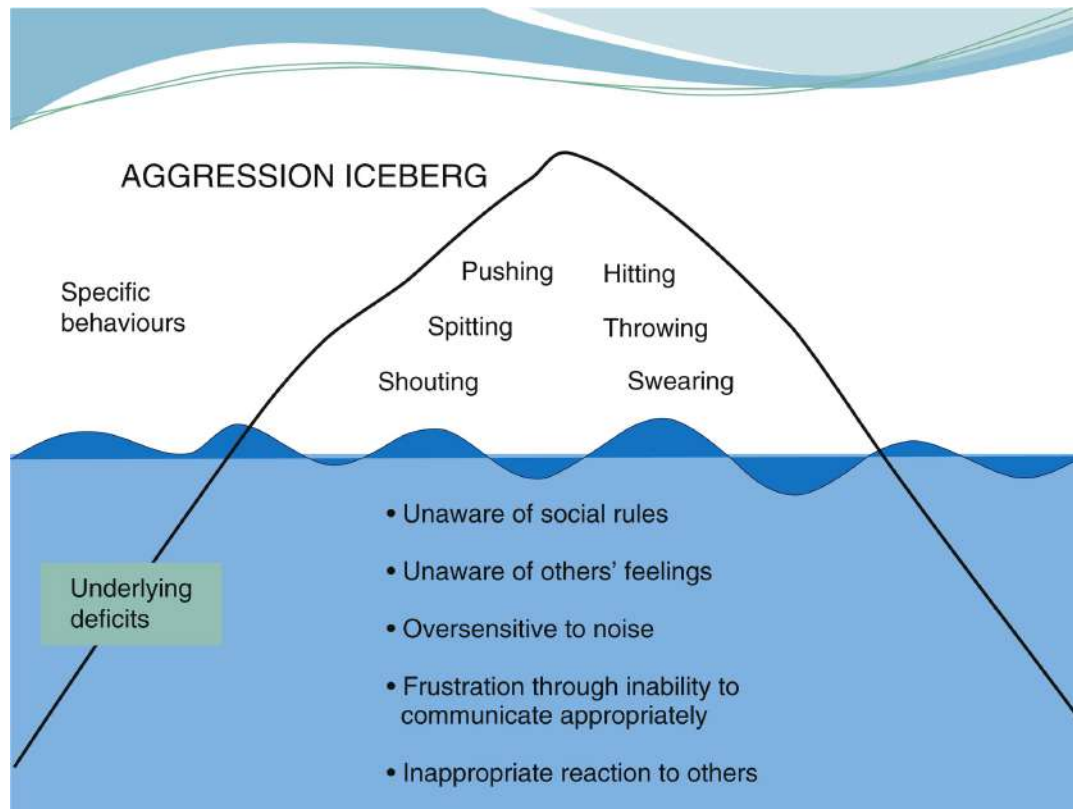 AGGRESSION ICEBERG
Specific
behaviours
Pushing Hitting
Spitting Throwing
Shouting Swearing
Underlying
deficits
• Unaware of social rules
• Unaware of others’ feelings
• Oversensitive to noise
• Frustration through inability to
communicate appropriately
• Inappropriate reaction to others